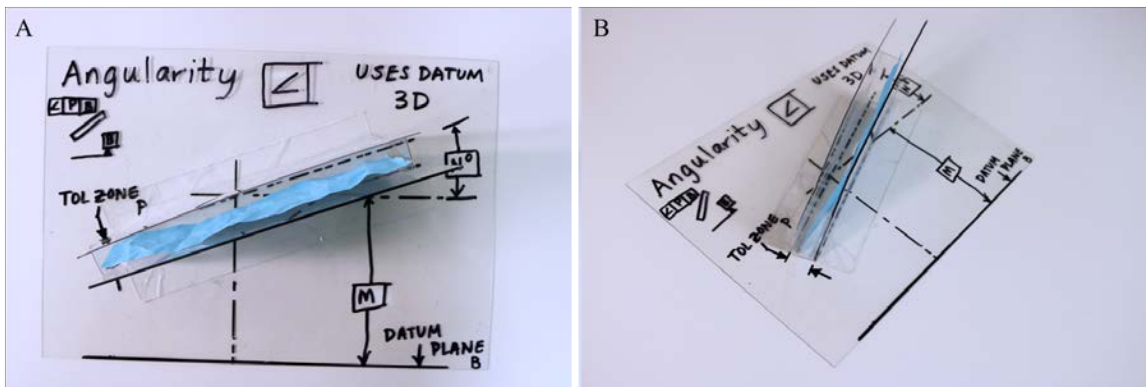 A
Angularity ∠
USES DATUM
3D
∠ P B
B
TOL ZONE
P
M
DATUM
PLANE
B
B
Angularity ∠
USES DATUM
3D
∠ P B
B
TOL ZONE
P
M
DATUM
PLANE
B